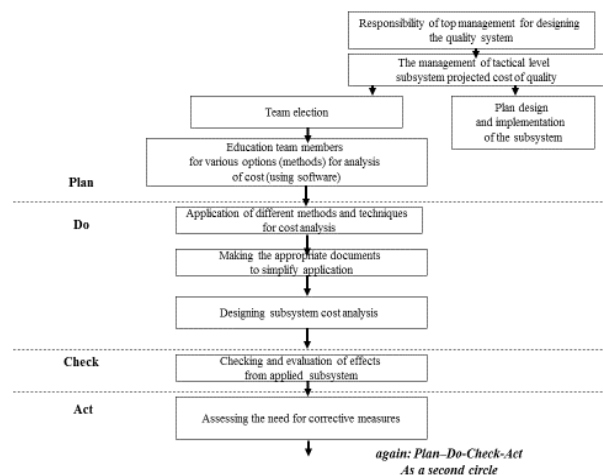 Responsibility of top management for designing
the quality system
The management of tactical level
subsystem projected cost of quality
Team election
Plan design
and implementation
of the subsystem
Education team members
for various options (methods) for analysis
of cost (using software)
Plan
Do
Application of different methods and techniques
for cost analysis
Making the appropriate documents
to simplify application
Designing subsystem cost analysis
Check
Checking and evaluation of effects
from applied subsystem
Act
Assessing the need for corrective measures
again: Plan–Do-Check-Act
As a second circle